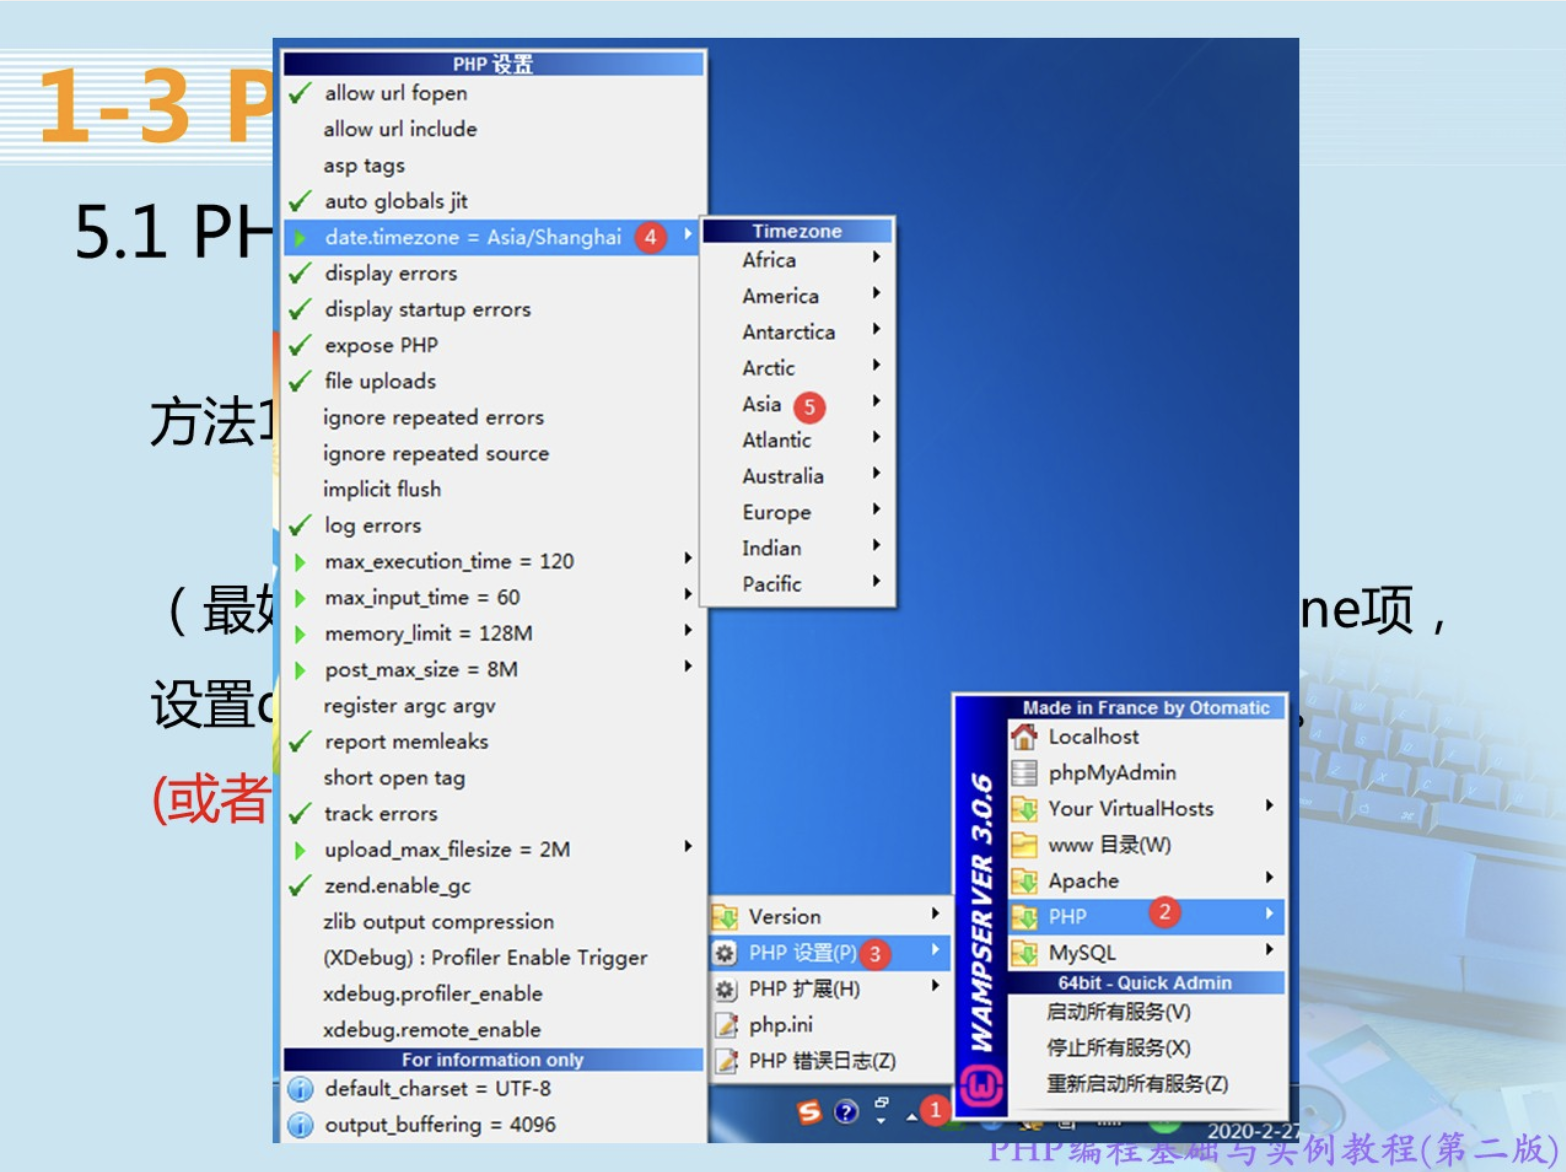 1-3 P
5.1 PH
方法1
（最
ne项，
设置
(或者
PHP 设置
allow url fopen
allow url include
asp tags
auto globals jit
date.timezone = Asia/Shanghai 4
display errors
display startup errors
expose PHP
file uploads
ignore repeated errors
ignore repeated source
implicit flush
log errors
max_execution_time = 120
max_input_time = 60
memory_limit = 128M
post_max_size = 8M
register argc argv
report memleaks
short open tag
track errors
upload_max_filesize = 2M
zend.enable_gc
zlib output compression
(XDebug) : Profiler Enable Trigger
xdebug.profiler_enable
xdebug.remote_enable
For information only
default_charset = UTF-8
output_buffering = 4096
Timezone
Africa
America
Antarctica
Arctic
Asia 5
Atlantic
Australia
Europe
Indian
Pacific
Version
PHP 设置(P) 3
PHP 扩展(H)
php.ini
PHP 错误日志(Z)
WAMPSERVER 3.0.6
Made in France by Otomatic
Localhost
phpMyAdmin
Your VirtualHosts
www 目录(W)
Apache
PHP 2
MySQL
64bit - Quick Admin
启动所有服务(V)
停止所有服务(X)
重新启动所有服务(Z)
1
2020-2-27
PHP编程基础与实例教程(第二版)